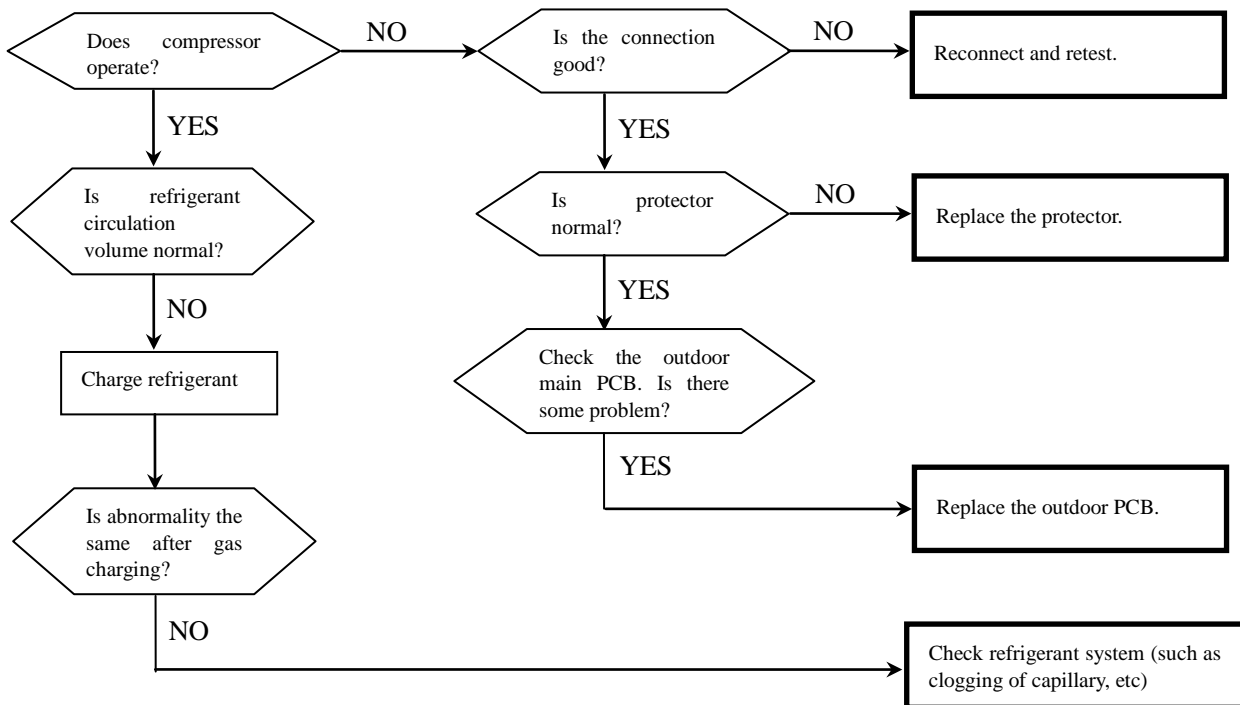 Does compressor
operate?
NO
Is the connection
good?
NO
Reconnect and retest.
YES
YES
Is refrigerant
circulation
volume normal?
Is protector
normal?
NO
Replace the protector.
NO
YES
Charge refrigerant
Check the outdoor
main PCB. Is there
some problem?
YES
Is abnormality the
same after gas
charging?
Replace the outdoor PCB.
NO
Check refrigerant system (such as
clogging of capillary, etc)